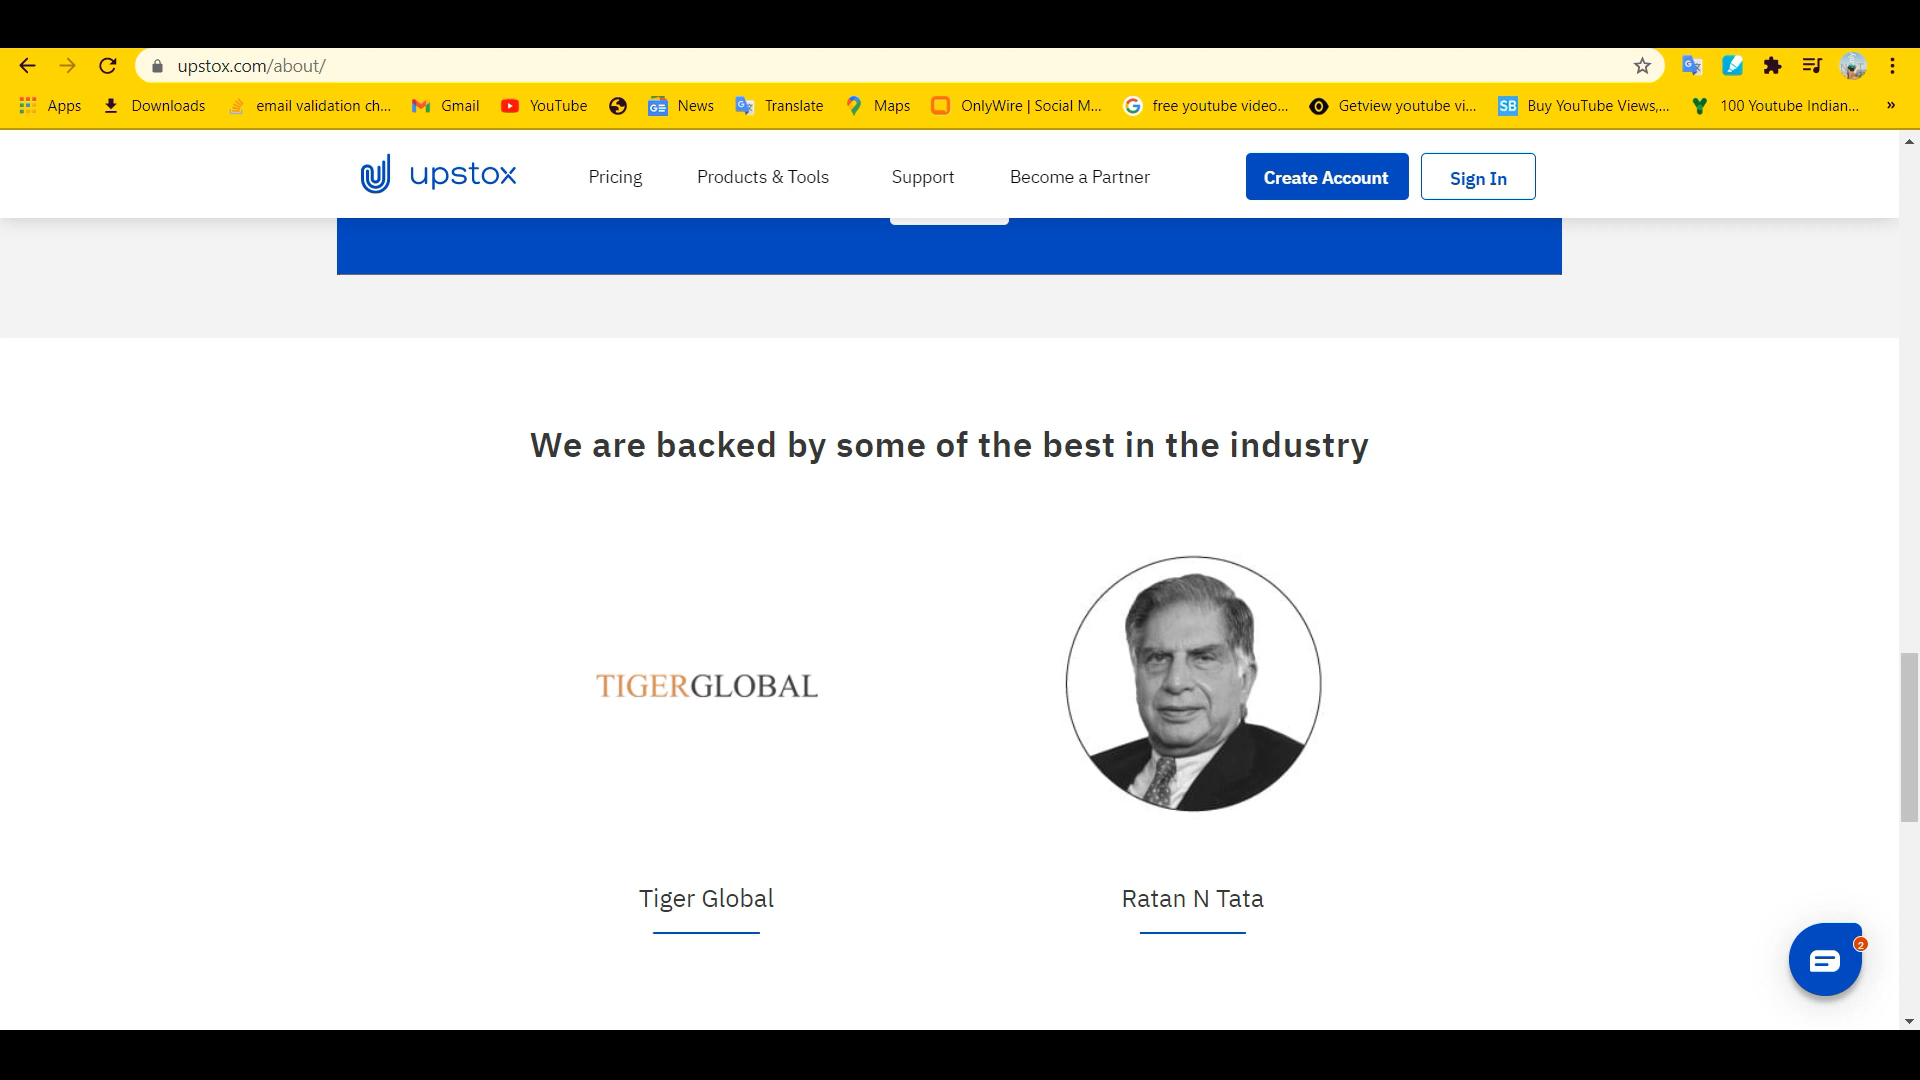 upstox.com/about/
Apps Downloads email validation ch... Gmail YouTube News Translate Maps OnlyWire | Social M... free youtube video... Getview youtube vi... SB Buy YouTube Views,... 100 Youtube Indian... »
upstox Pricing Products & Tools Support Become a Partner Create Account Sign In
We are backed by some of the best in the industry
TIGERGLOBAL
Tiger Global Ratan N Tata
2